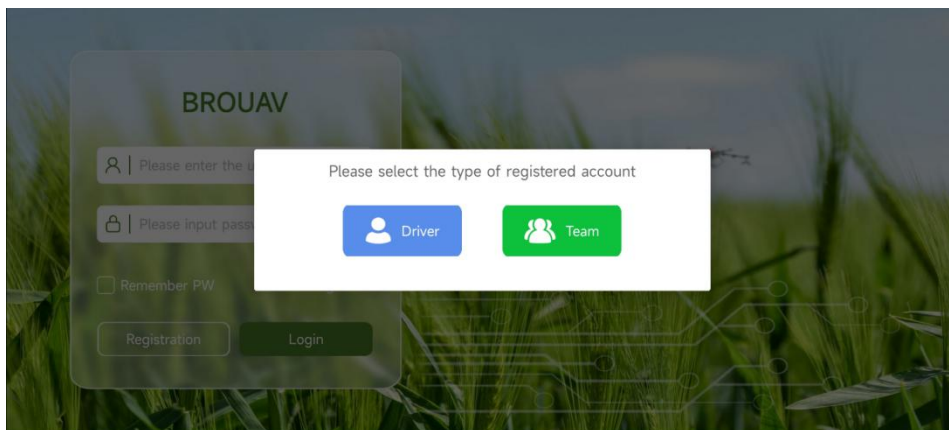 BROUAV
Please enter the u
Please input passw
Remember PW
Registration
Login
Please select the type of registered account
Driver
Team